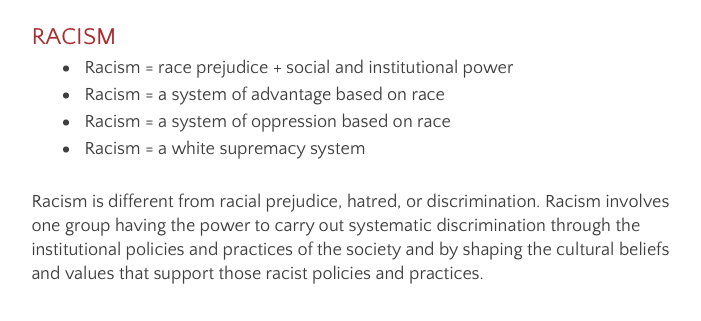 RACISM
• Racism = race prejudice + social and institutional power
• Racism = a system of advantage based on race
• Racism = a system of oppression based on race
• Racism = a white supremacy system
Racism is different from racial prejudice, hatred, or discrimination. Racism involves
one group having the power to carry out systematic discrimination through the
institutional policies and practices of the society and by shaping the cultural beliefs
and values that support those racist policies and practices.